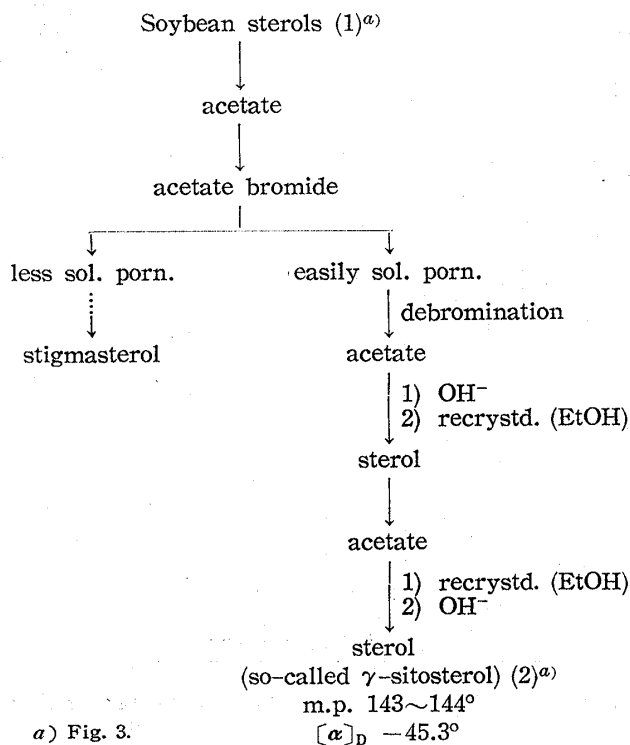 Soybean sterols (1)a)
acetate
acetate bromide
less sol. porn.
easily sol. porn.
debromination
stigmasterol
acetate
1) OH⁻
2) recrystd. (EtOH)
sterol
acetate
1) recrystd. (EtOH)
2) OH⁻
sterol
(so-called γ-sitosterol) (2)a)
m.p. 143~144°
a) Fig. 3.
[α]D −45.3°